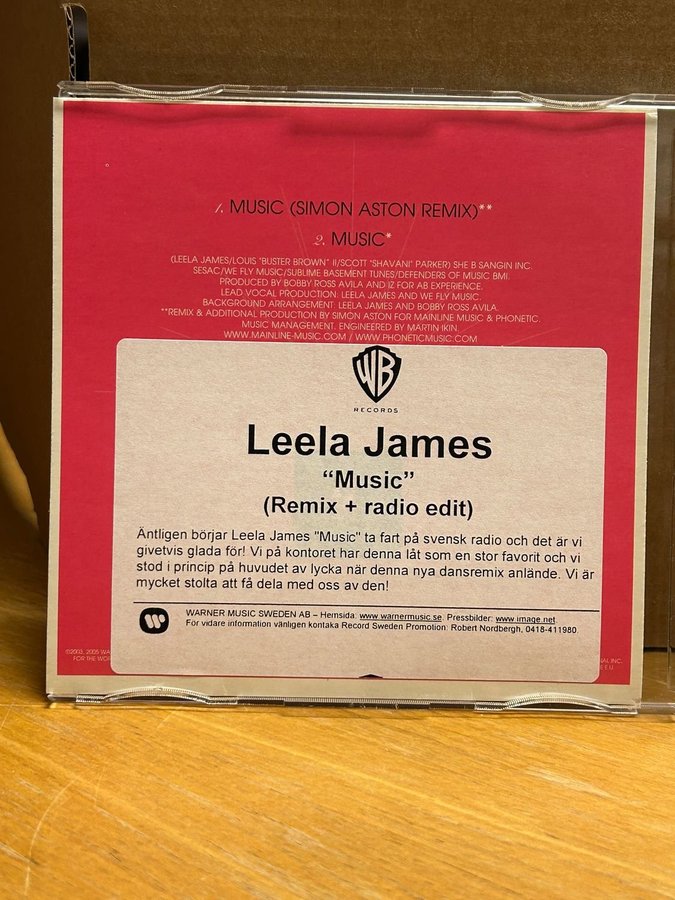 1. MUSIC (SIMON ASTON REMIX)**
2. MUSIC*
(LEELA JAMES/LOUIS "BUSTER BROWN" II/SCOTT "SHAVANI" PARKER) SHE B SANGIN INC.
SESAC/WE FLY MUSIC/SUBLIME BASEMENT TUNES/DEFENDERS OF MUSIC BMI.
PRODUCED BY BOBBY ROSS AVILA AND IZ FOR AB EXPERIENCE.
LEAD VOCAL PRODUCTION: LEELA JAMES AND WE FLY MUSIC.
BACKGROUND ARRANGEMENT: LEELA JAMES AND BOBBY ROSS AVILA.
**REMIX & ADDITIONAL PRODUCTION BY SIMON ASTON FOR MAINLINE MUSIC & PHONETIC.
MUSIC MANAGEMENT. ENGINEERED BY MARTIN IKIN.
WWW.MAINLINE-MUSIC.COM / WWW.PHONETICMUSIC.COM
WB
RECORDS
Leela James
“Music”
(Remix + radio edit)
Äntligen börjar Leela James "Music" ta fart på svensk radio och det är vi
givetvis glada för! Vi på kontoret har denna låt som en stor favorit och vi
stod i princip på huvudet av lycka när denna nya dansremix anlände. Vi är
mycket stolta att få dela med oss av den!
WARNER MUSIC SWEDEN AB – Hemsida: www.warnermusic.se. Pressbilder: www.image.net.
För vidare information vänligen kontaka Record Sweden Promotion: Robert Nordbergh, 0418-411980.
©2003, 2005 WA
FOR THE WOR
NAL INC.
E.U.